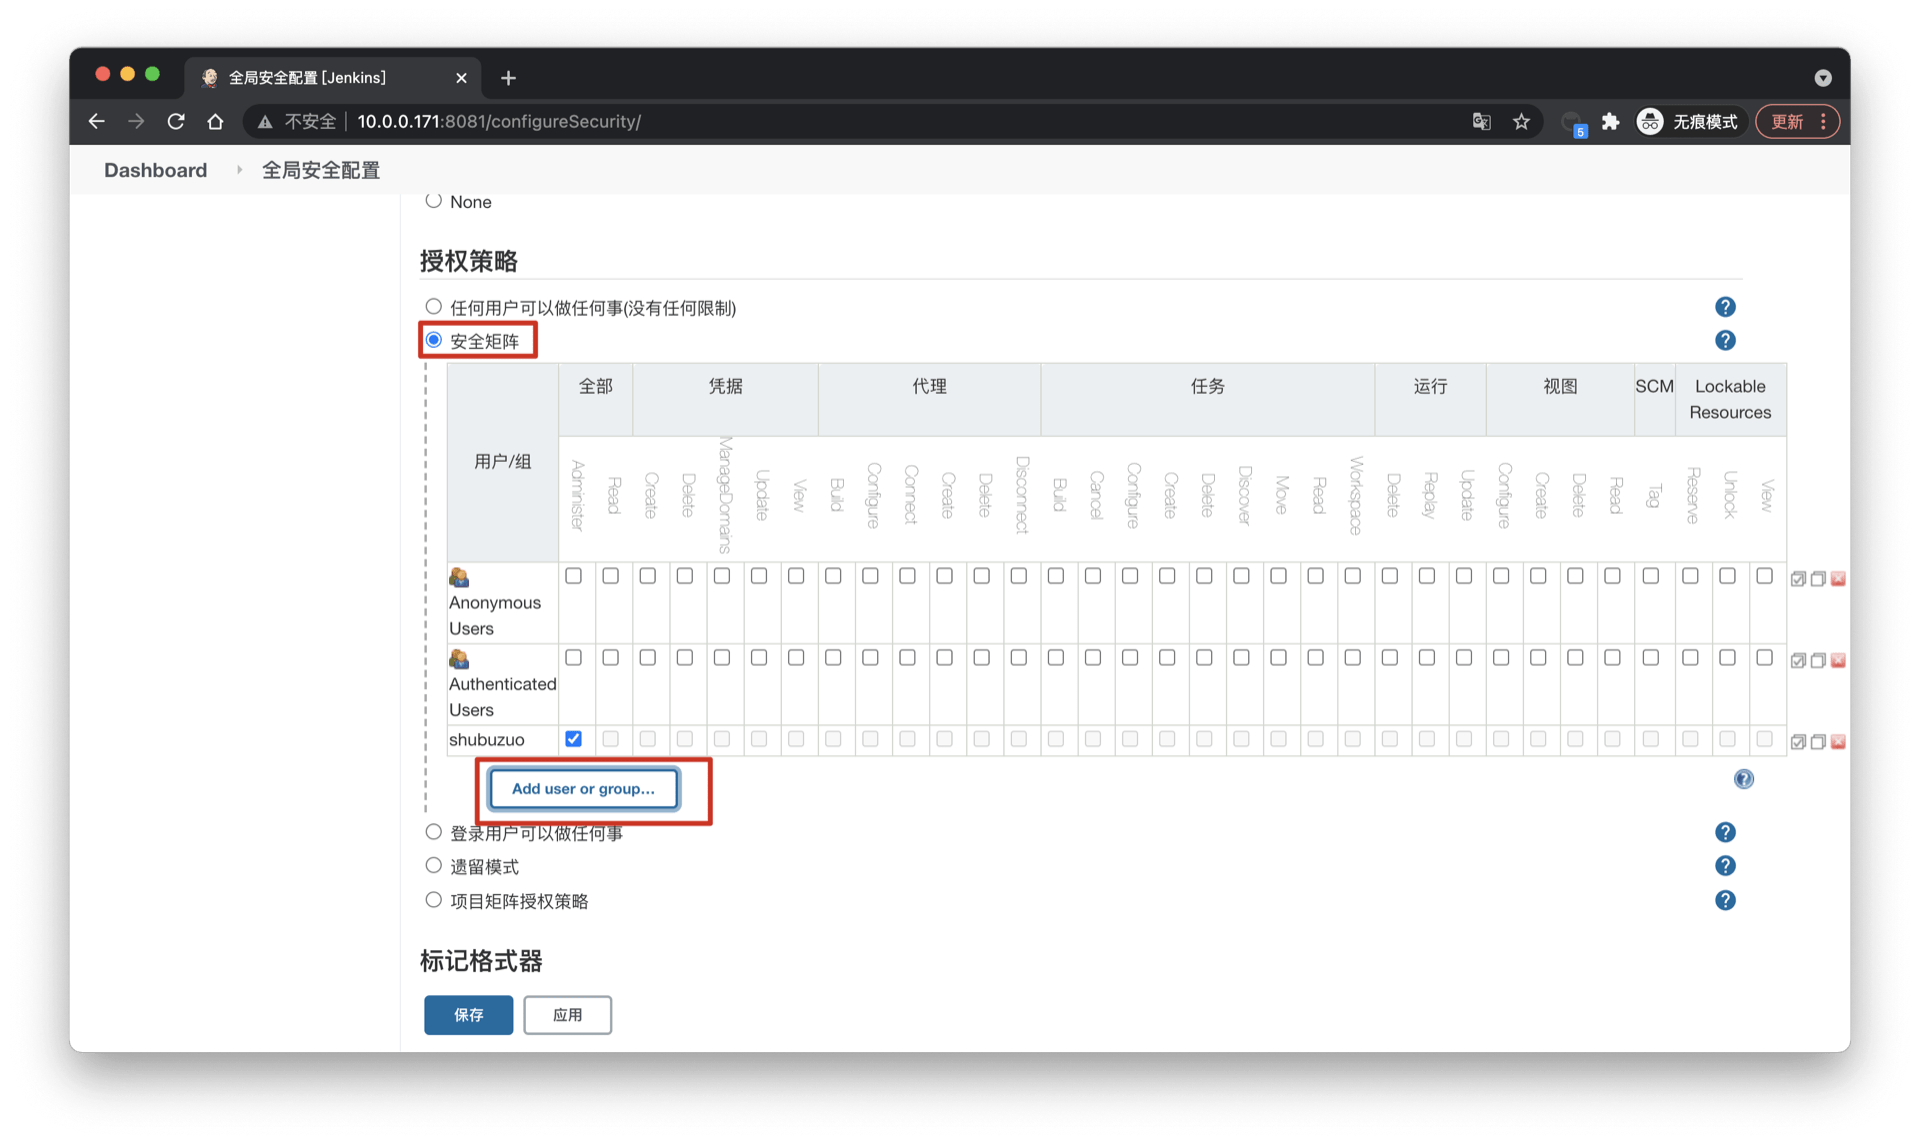 全局安全配置 [Jenkins]
不安全 10.0.0.171:8081/configureSecurity/
5
无痕模式
更新
Dashboard
全局安全配置
None
授权策略
任何用户可以做任何事(没有任何限制)
安全矩阵
用户/组
全部 凭据 代理 任务 运行 视图 SCM Lockable
Resources
Administer Read Create Delete ManageDomains Update View Build Configure Connect Create Delete Disconnect Build Cancel Configure Create Delete Discover Move Read Workspace Delete Replay Update Configure Create Delete Read Tag Reserve Unlock View
Anonymous
Users
Authenticated
Users
shubuzuo
Add user or group...
登录用户可以做任何事
遗留模式
项目矩阵授权策略
标记格式器
保存 应用